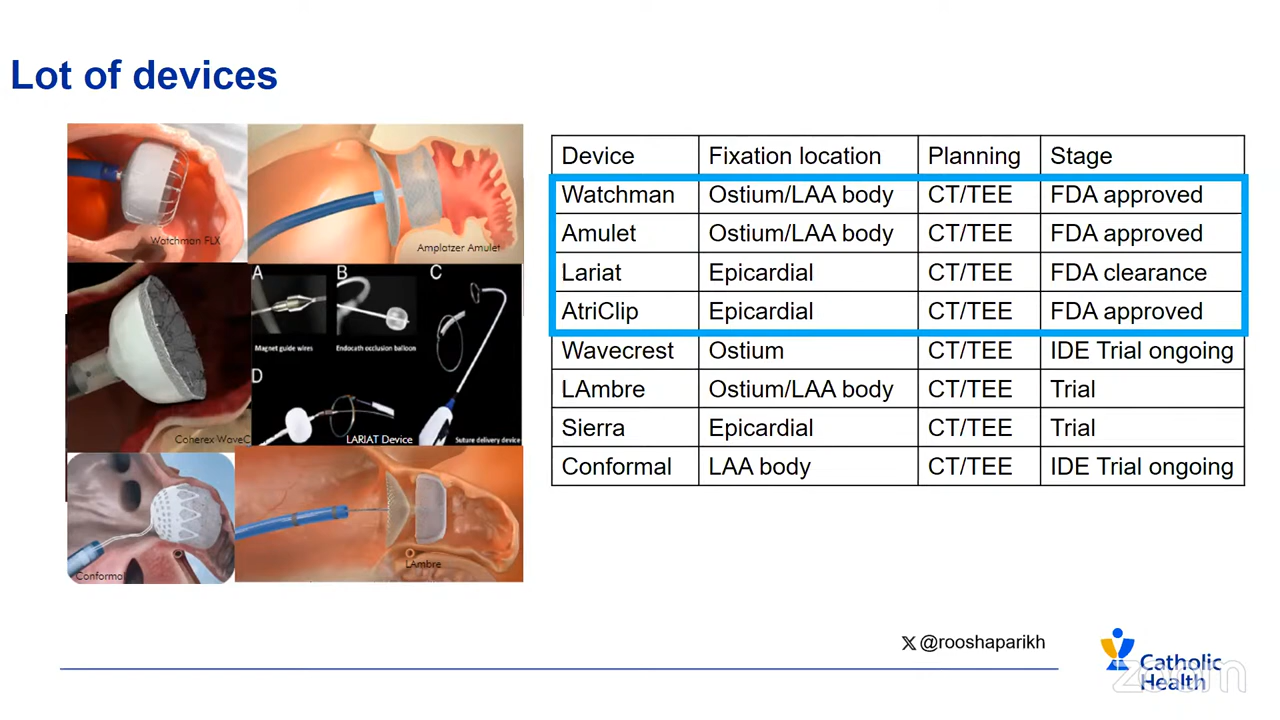 Lot of devices
Watchman FLX
Amplatzer Amulet
A
B
C
Magnet guide wires
Endocath occlusion balloon
D
LARIAT Device
Suture delivery device
Coherex WaveC
Conformal
LAmbre
Device Fixation location Planning Stage
Watchman Ostium/LAA body CT/TEE FDA approved
Amulet Ostium/LAA body CT/TEE FDA approved
Lariat Epicardial CT/TEE FDA clearance
AtriClip Epicardial CT/TEE FDA approved
Wavecrest Ostium CT/TEE IDE Trial ongoing
LAmbre Ostium/LAA body CT/TEE Trial
Sierra Epicardial CT/TEE Trial
Conformal LAA body CT/TEE IDE Trial ongoing
@rooshaparikh
Catholic
Health
zoom